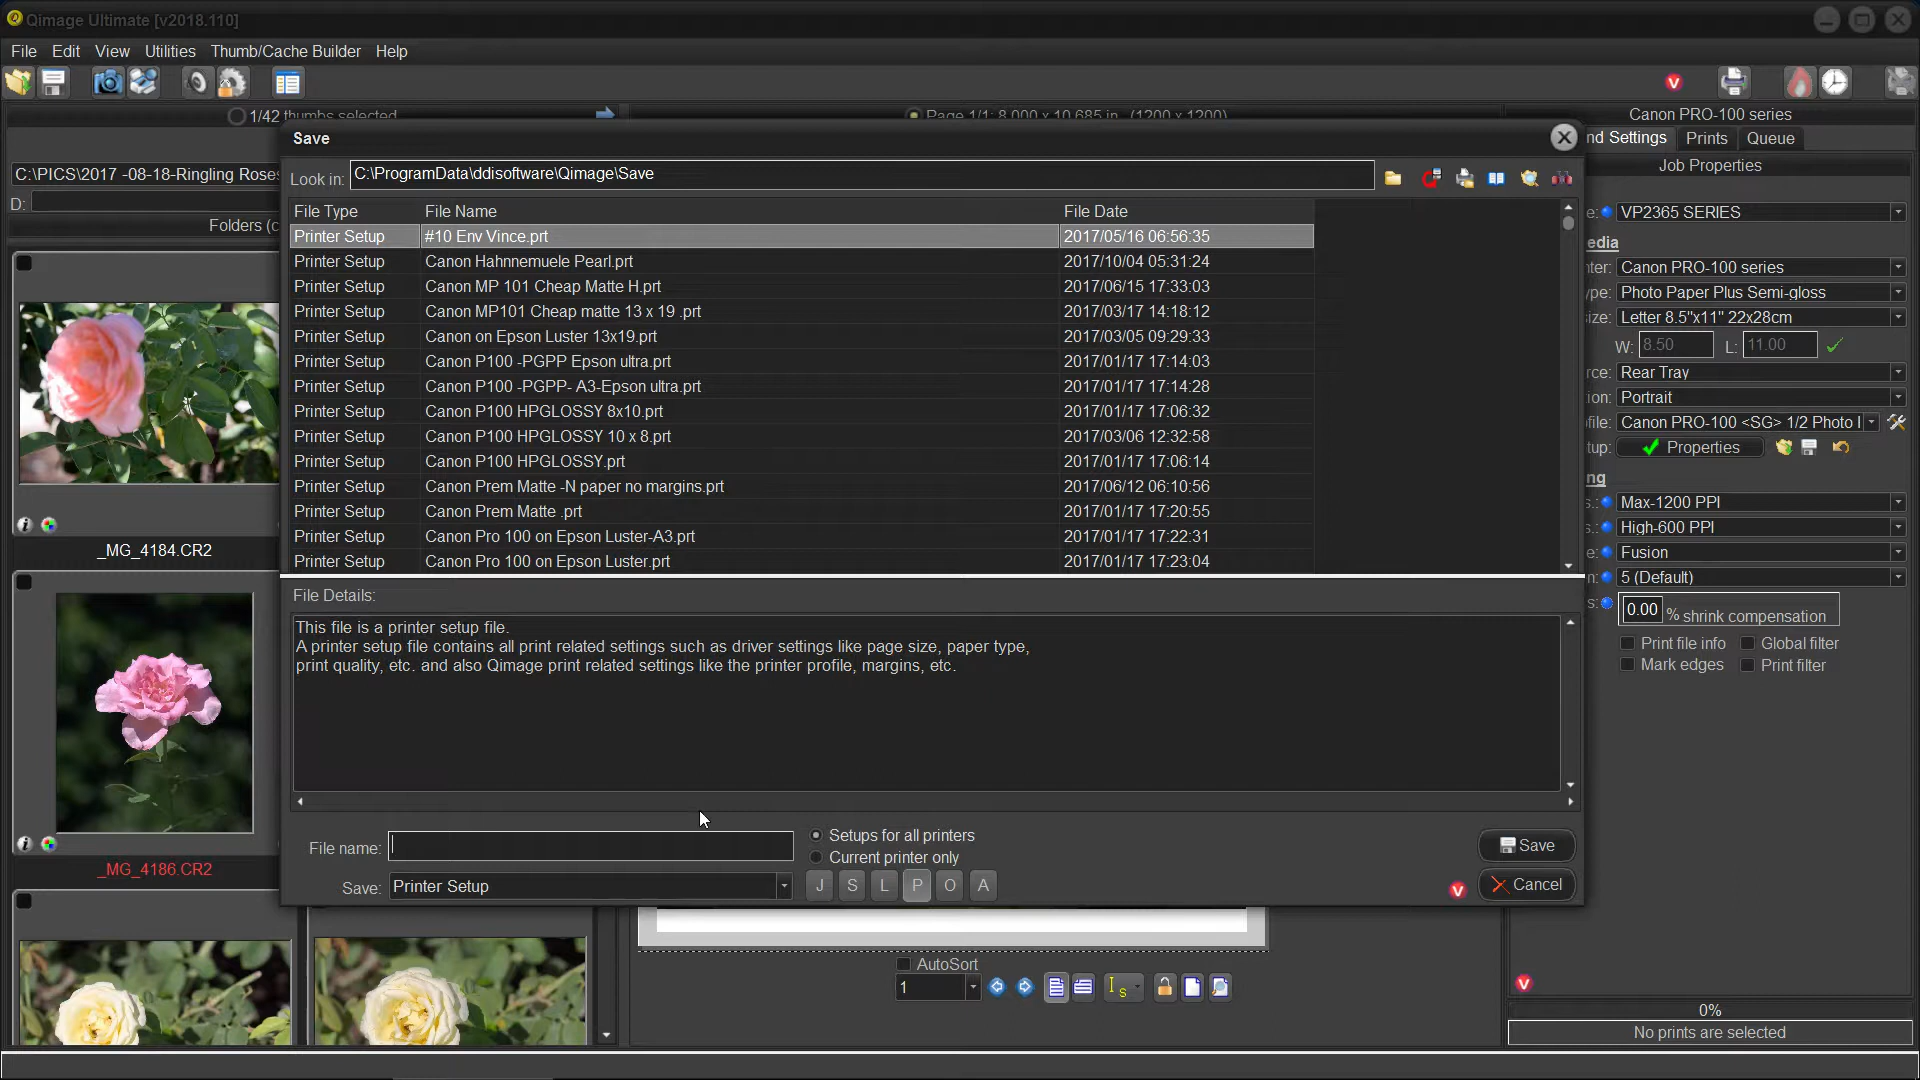 Qimage Ultimate [v2018.110]
File Edit View Utilities Thumb/Cache Builder Help
1/42 thumbs selected
Page 1/1: 8.000 x 10.685 in. (1200 x 1200)
Canon PRO-100 series
nd Settings Prints Queue
Job Properties
C:\PICS\2017 -08-18-Ringling Rose
D:
Folders (c
_MG_4184.CR2
_MG_4186.CR2
Save
Look in: C:\ProgramData\ddisoftware\Qimage\Save
File Type File Name File Date
Printer Setup #10 Env Vince.prt 2017/05/16 06:56:35
Printer Setup Canon Hahnnemuele Pearl.prt 2017/10/04 05:31:24
Printer Setup Canon MP 101 Cheap Matte H.prt 2017/06/15 17:33:03
Printer Setup Canon MP101 Cheap matte 13 x 19 .prt 2017/03/17 14:18:12
Printer Setup Canon on Epson Luster 13x19.prt 2017/03/05 09:29:33
Printer Setup Canon P100 -PGPP Epson ultra.prt 2017/01/17 17:14:03
Printer Setup Canon P100 -PGPP- A3-Epson ultra.prt 2017/01/17 17:14:28
Printer Setup Canon P100 HPGLOSSY 8x10.prt 2017/01/17 17:06:32
Printer Setup Canon P100 HPGLOSSY 10 x 8.prt 2017/03/06 12:32:58
Printer Setup Canon P100 HPGLOSSY.prt 2017/01/17 17:06:14
Printer Setup Canon Prem Matte -N paper no margins.prt 2017/06/12 06:10:56
Printer Setup Canon Prem Matte .prt 2017/01/17 17:20:55
Printer Setup Canon Pro 100 on Epson Luster-A3.prt 2017/01/17 17:22:31
Printer Setup Canon Pro 100 on Epson Luster.prt 2017/01/17 17:23:04
File Details:
This file is a printer setup file.
A printer setup file contains all print related settings such as driver settings like page size, paper type,
print quality, etc. and also Qimage print related settings like the printer profile, margins, etc.
File name:
Setups for all printers
Current printer only
Save: Printer Setup
J S L P O A
Save
Cancel
e: VP2365 SERIES
edia
ter: Canon PRO-100 series
pe: Photo Paper Plus Semi-gloss
ize: Letter 8.5"x11" 22x28cm
W: 8.50 L: 11.00
rce: Rear Tray
ion: Portrait
file: Canon PRO-100 <SG> 1/2 Photo I
tup: Properties
ng
s.: Max-1200 PPI
s.: High-600 PPI
e: Fusion
n: 5 (Default)
s: 0.00 % shrink compensation
Print file info Global filter
Mark edges Print filter
AutoSort
1
0%
No prints are selected